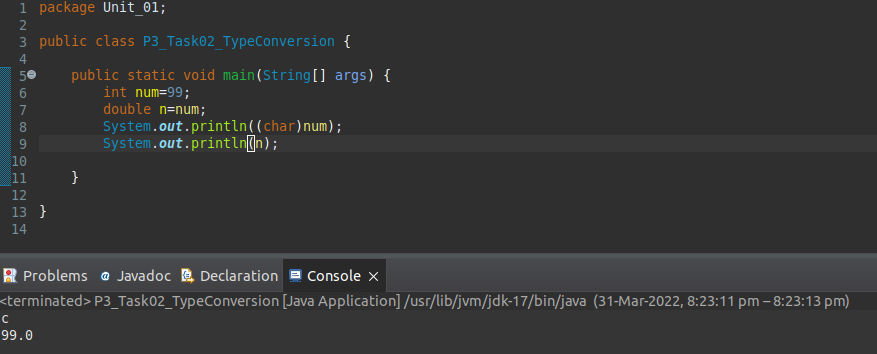 1 package Unit_01;
2
3 public class P3_Task02_TypeConversion {
4
5 public static void main(String[] args) {
6 int num=99;
7 double n=num;
8 System.out.println((char)num);
9 System.out.println(n);
10
11 }
12
13 }
14
Problems @ Javadoc Declaration Console ×
<terminated> P3_Task02_TypeConversion [Java Application] /usr/lib/jvm/jdk-17/bin/java (31-Mar-2022, 8:23:11 pm – 8:23:13 pm)
c
99.0